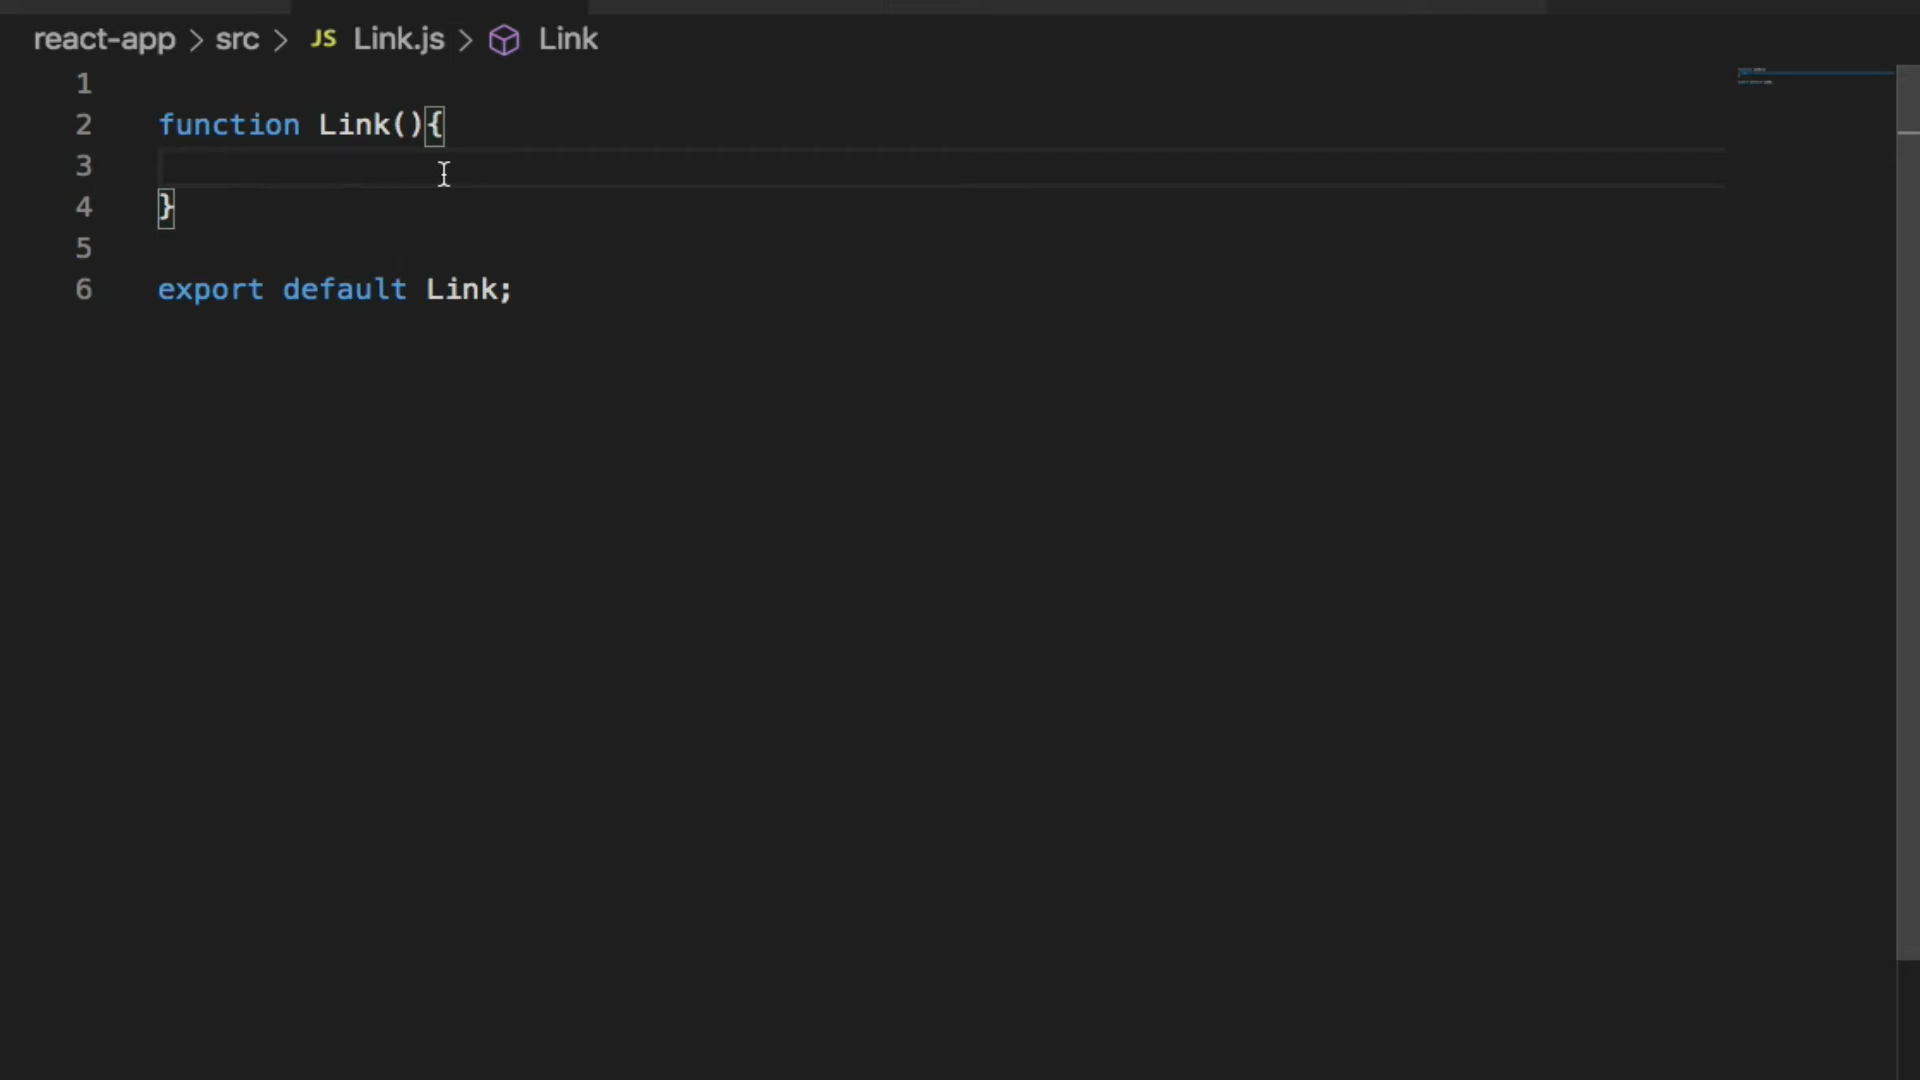 react-app > src > JS Link.js > Link
1
2 function Link(){
3
4 }
5
6 export default Link;